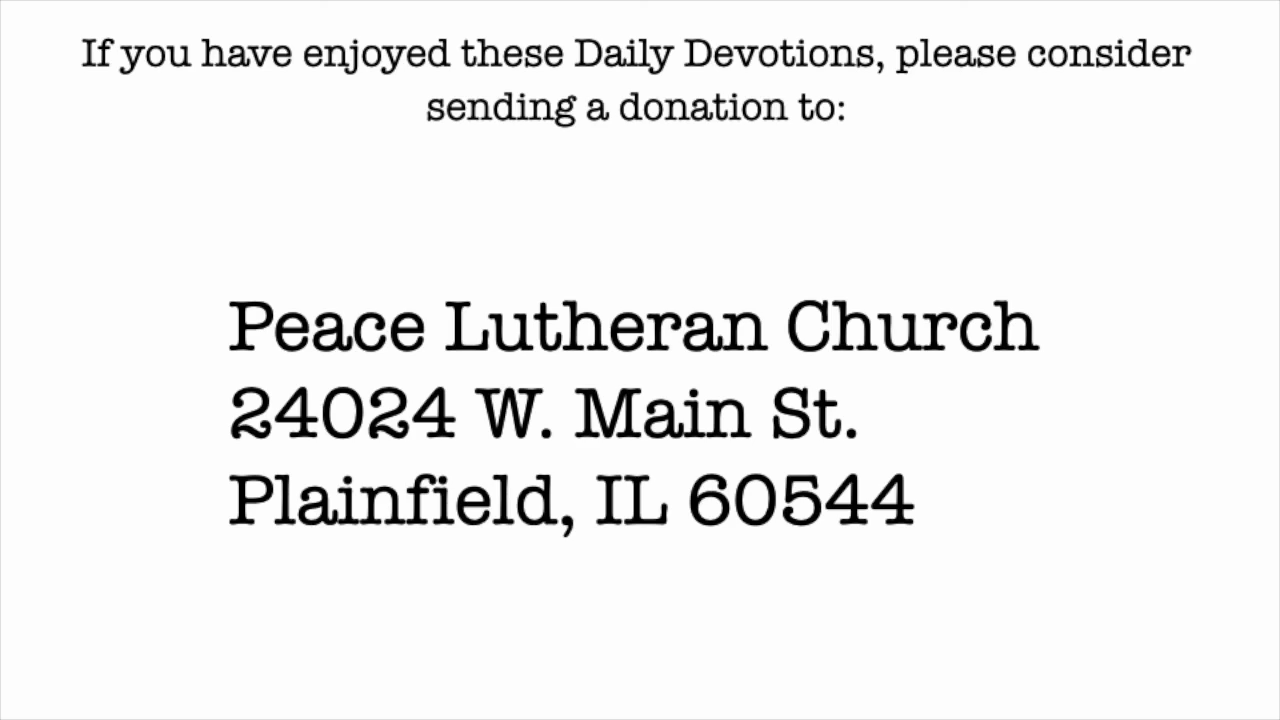 If you have enjoyed these Daily Devotions, please consider
sending a donation to:
Peace Lutheran Church
24024 W. Main St.
Plainfield, IL 60544